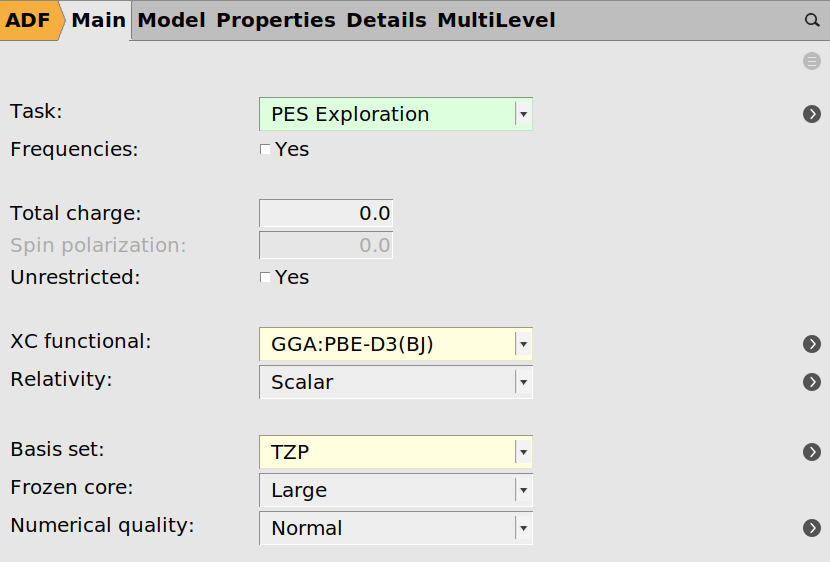 ADF Main Model Properties Details MultiLevel
Task: PES Exploration
Frequencies: Yes
Total charge: 0.0
Spin polarization: 0.0
Unrestricted: Yes
XC functional: GGA:PBE-D3(BJ)
Relativity: Scalar
Basis set: TZP
Frozen core: Large
Numerical quality: Normal